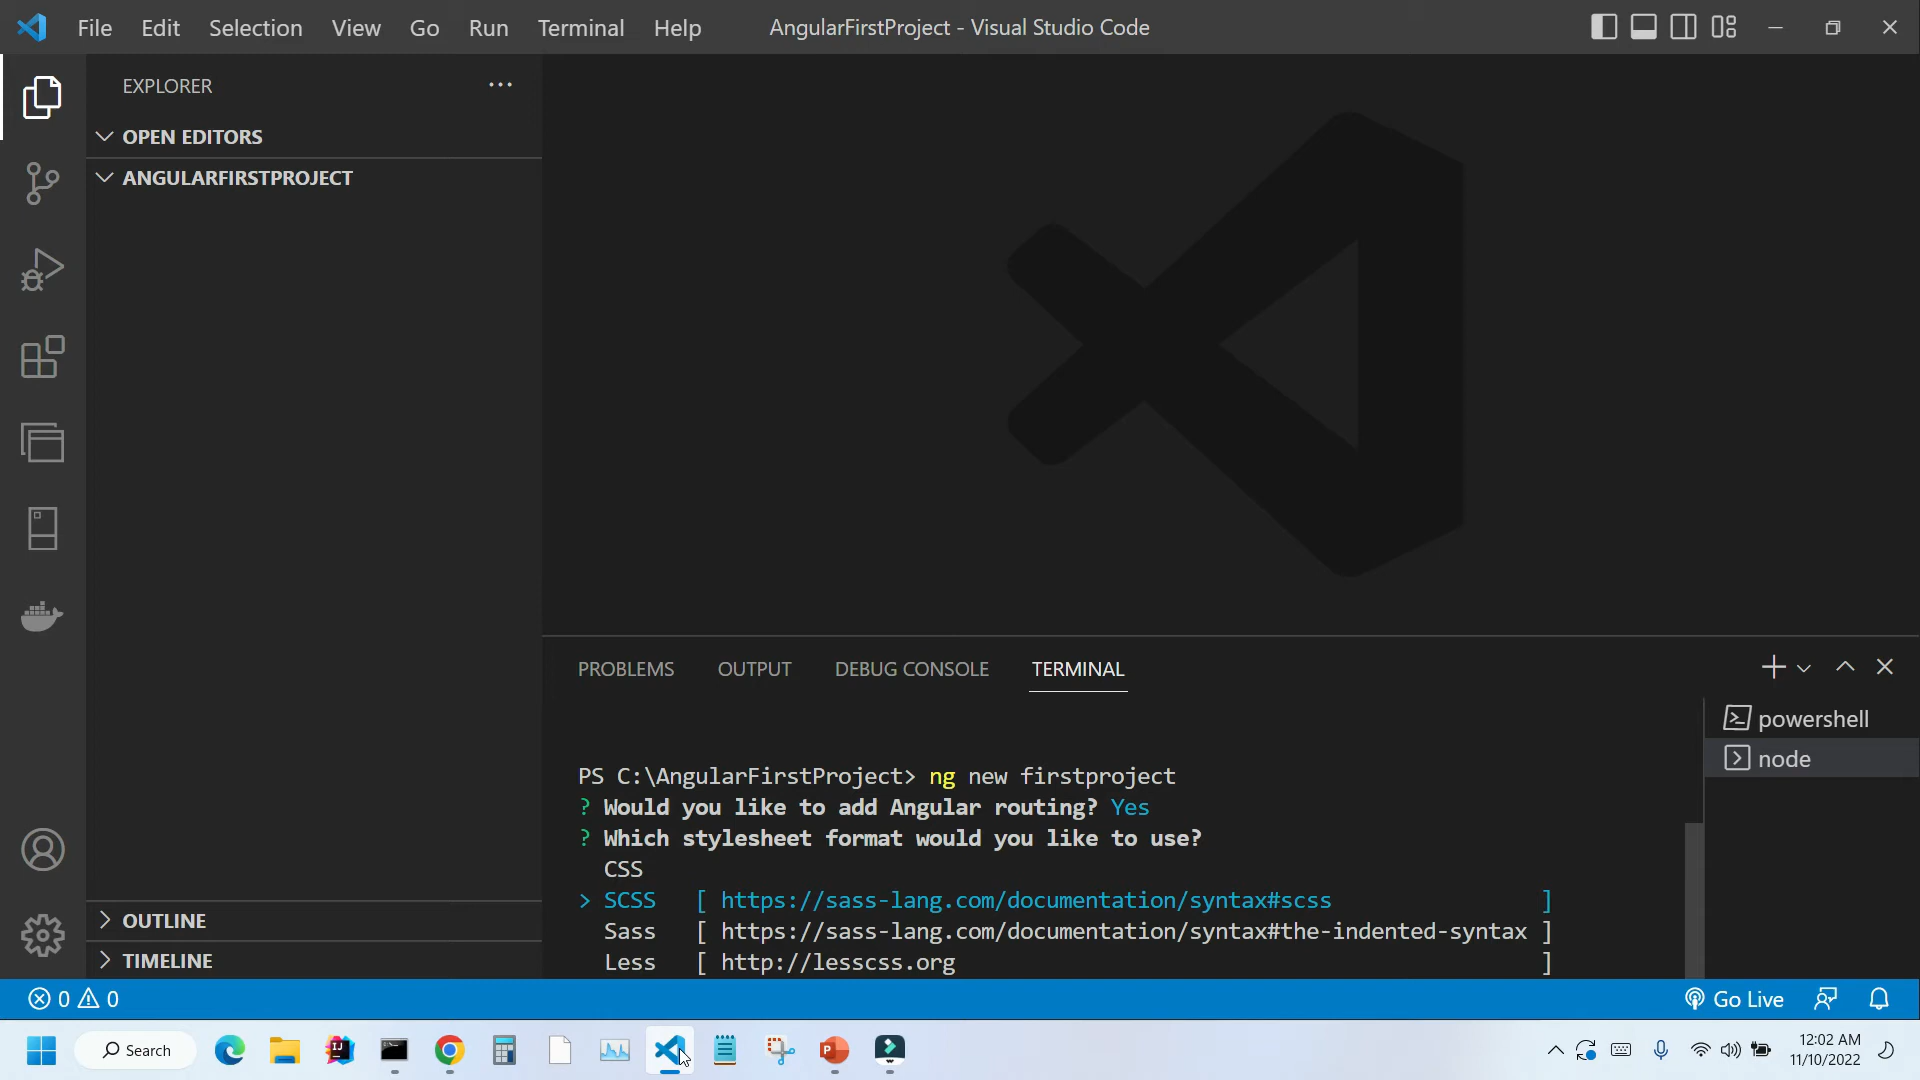 File Edit Selection View Go Run Terminal Help AngularFirstProject - Visual Studio Code
EXPLORER ...
OPEN EDITORS
ANGULARFIRSTPROJECT
OUTLINE
TIMELINE
PROBLEMS OUTPUT DEBUG CONSOLE TERMINAL
powershell
node
PS C:\AngularFirstProject> ng new firstproject
? Would you like to add Angular routing? Yes
? Which stylesheet format would you like to use?
CSS
> SCSS [ https://sass-lang.com/documentation/syntax#scss ]
Sass [ https://sass-lang.com/documentation/syntax#the-indented-syntax ]
Less [ http://lesscss.org ]
0 0 Go Live
Search
12:02 AM
11/10/2022